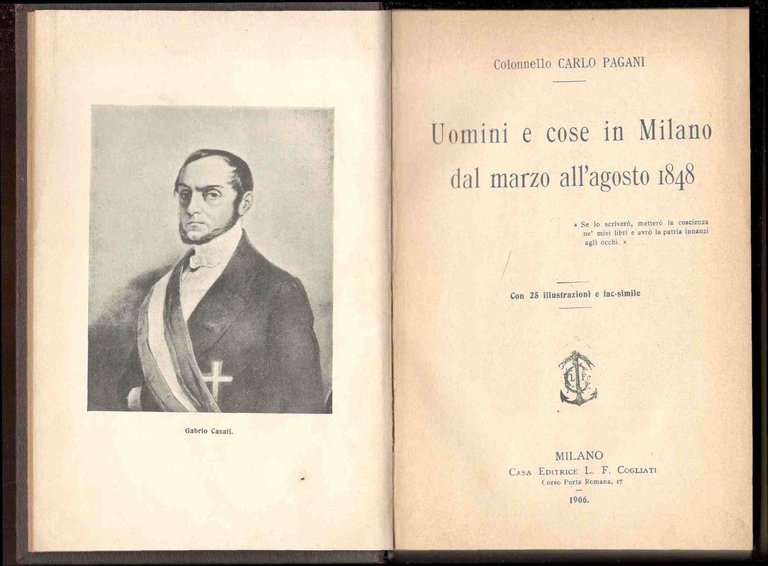 Gabrio Casati.
Colonnello CARLO PAGANI
Uomini e cose in Milano
dal marzo all'agosto 1848
« Se io scriverò, metterò la coscienza
ne' miei libri e avrò la patria innanzi
agli occhi. »
Con 25 illustrazioni e fac-simile
L F
MILANO
CASA EDITRICE L. F. COGLIATI
Corso Porta Romana, 17
1906.